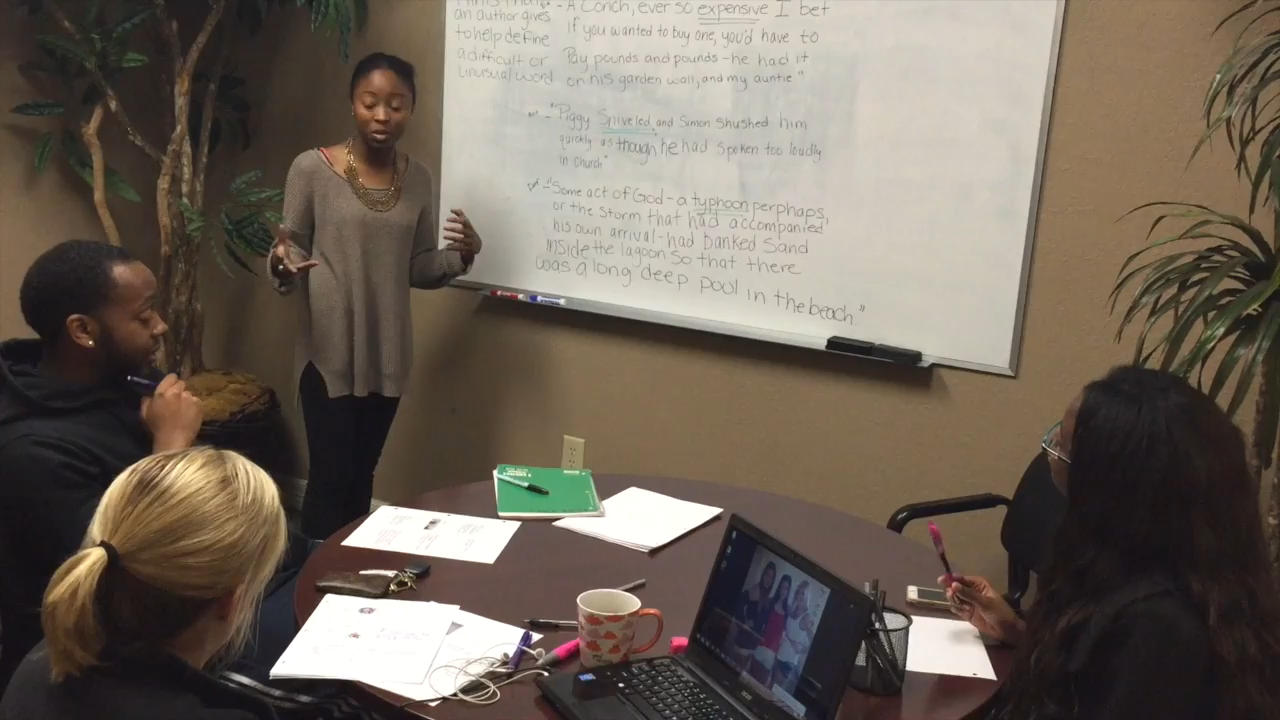 an author gives
to help define
a difficult or
unusual word
- A Conch, ever so expensive I bet
If you wanted to buy one, you'd have to
Pay pounds and pounds - he had it
on his garden wall, and my auntie"
- "Piggy Sniveled and Simon shushed him
quickly as though he had spoken too loudly
in church"
- "Some act of God - a typhoon perphaps,
or the storm that had accompanied
his own arrival - had banked sand
inside the lagoon so that there
was a long deep pool in the beach."